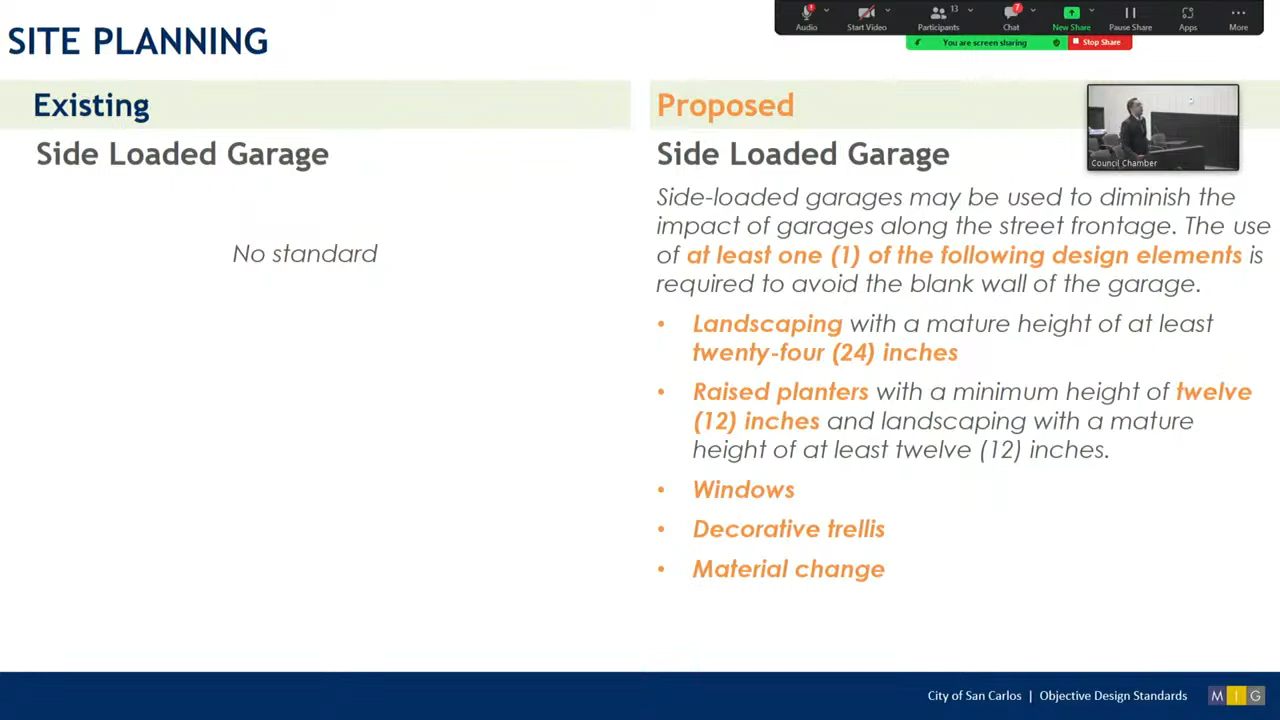 SITE PLANNING
Audio
Start Video
13
Participants
7
Chat
New Share
Pause Share
Apps
More
You are screen sharing
Stop Share
Existing
Side Loaded Garage
No standard
Proposed
Side Loaded Garage
Council Chamber
Side-loaded garages may be used to diminish the
impact of garages along the street frontage. The use
of at least one (1) of the following design elements is
required to avoid the blank wall of the garage.
• Landscaping with a mature height of at least
twenty-four (24) inches
• Raised planters with a minimum height of twelve
(12) inches and landscaping with a mature
height of at least twelve (12) inches.
• Windows
• Decorative trellis
• Material change
City of San Carlos | Objective Design Standards
M I G